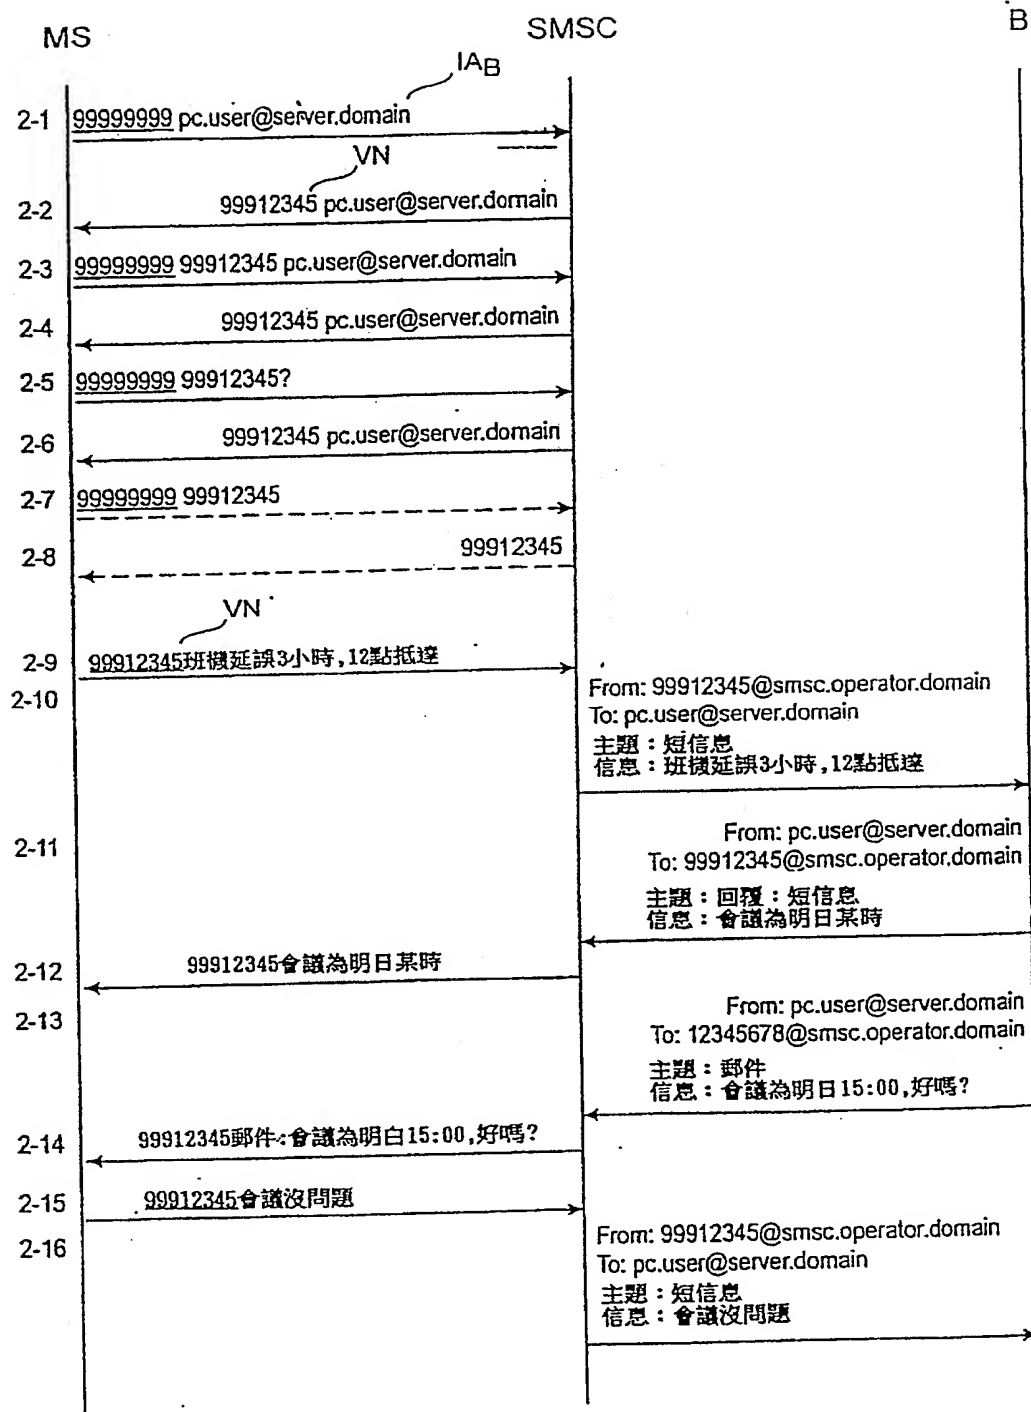 MS
SMSC
B
IAB
2-1 99999999 pc.user@server.domain
VN
2-2 99912345 pc.user@server.domain
2-3 99999999 99912345 pc.user@server.domain
2-4 99912345 pc.user@server.domain
2-5 99999999 99912345?
2-6 99912345 pc.user@server.domain
2-7 99999999 99912345
2-8 99912345
VN
2-9 99912345班機延誤3小時,12點抵達
2-10
From: 99912345@smsc.operator.domain
To: pc.user@server.domain
主題：短信息
信息：班機延誤3小時,12點抵達
2-11
From: pc.user@server.domain
To: 99912345@smsc.operator.domain
主題：回覆：短信息
信息：會議為明日某時
2-12 99912345會議為明日某時
2-13
From: pc.user@server.domain
To: 12345678@smsc.operator.domain
主題：郵件
信息：會議為明日15:00,好嗎?
2-14 99912345郵件:會議為明白15:00,好嗎?
2-15 99912345會議沒問題
2-16
From: 99912345@smsc.operator.domain
To: pc.user@server.domain
主題：短信息
信息：會議沒問題